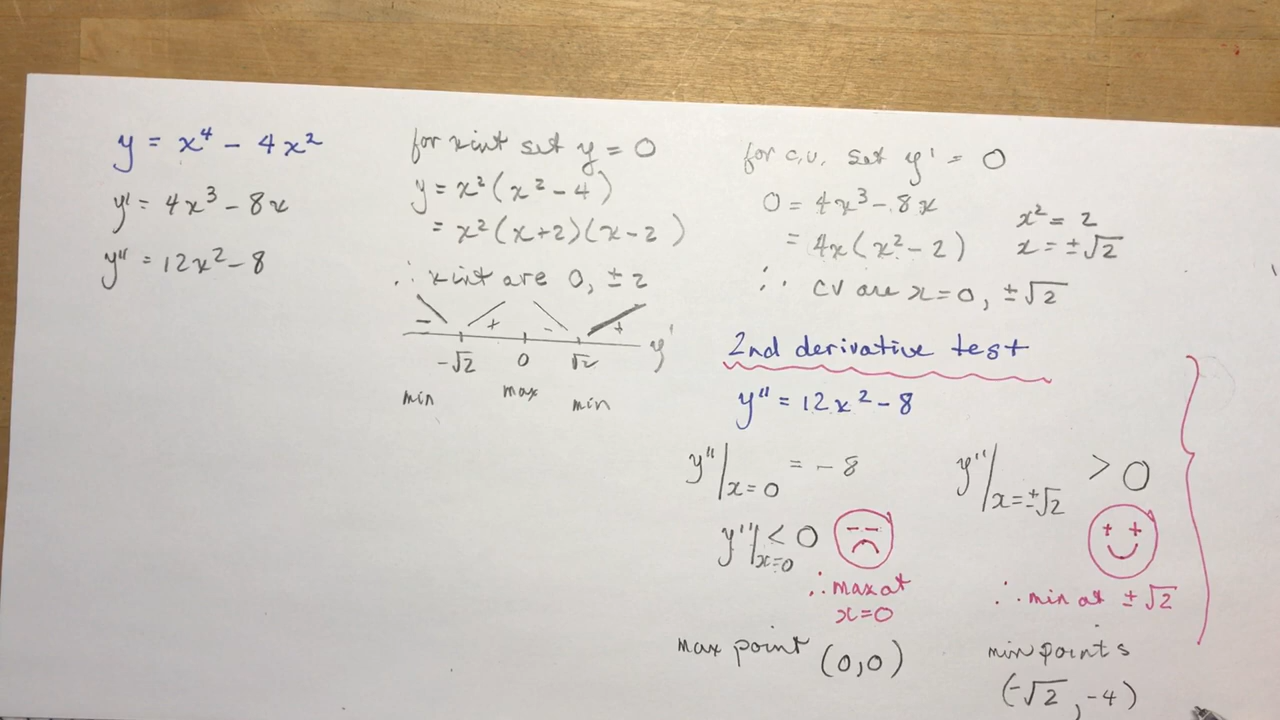 y = x⁴ - 4x²
y' = 4x³ - 8x
y'' = 12x² - 8
for x int set y = 0
y = x²(x² - 4)
= x²(x+2)(x-2)
∴ x int are 0, ±2
- + - +
-√2 0 √2 y'
min max min
for c.v. set y' = 0
0 = 4x³ - 8x
= 4x(x² - 2)
x² = 2
x = ±√2
∴ cv are x = 0, ±√2
2nd derivative test
y'' = 12x² - 8
y''|x=0 = -8
y''|x=0 < 0
∴ max at
x = 0
max point (0,0)
y''|x=±√2 > 0
∴ min at ±√2
min points
(-√2, -4)